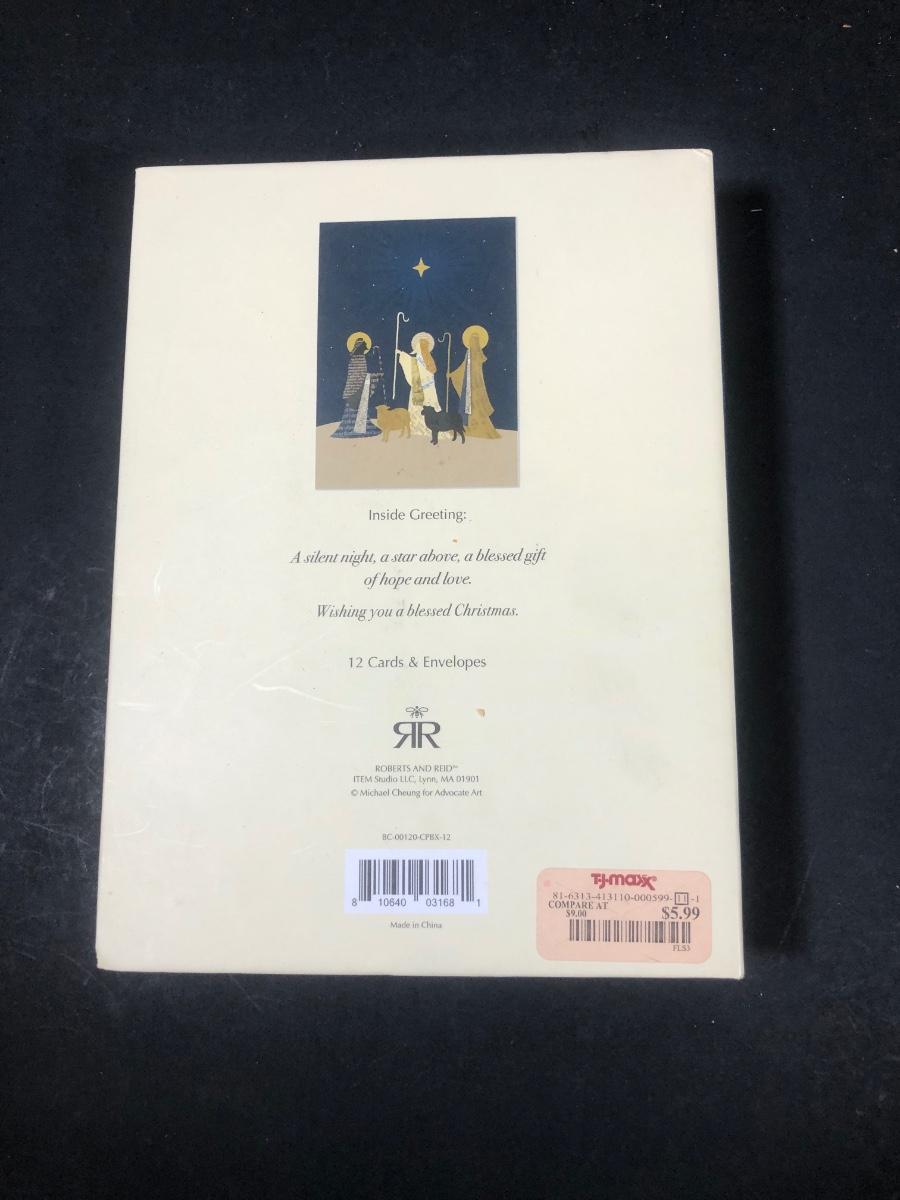 Inside Greeting:
A silent night, a star above, a blessed gift
of hope and love.
Wishing you a blessed Christmas.
12 Cards & Envelopes
RR
ROBERTS AND REID™
ITEM Studio LLC, Lynn, MA 01901
© Michael Cheung for Advocate Art
BC-00120-CPBX-12
8 10640 03168 1
Made in China
T·J·maxx®
81-6313-413110-000599-11-1
COMPARE AT
$9.00 $5.99
FLS3